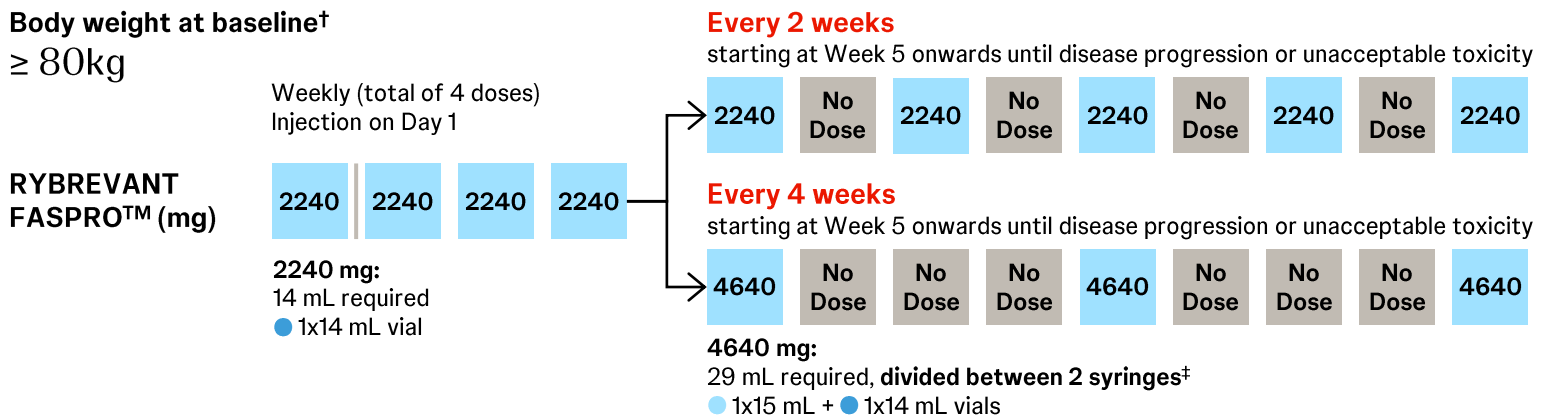 Body weight at baseline†
≥ 80kg
Weekly (total of 4 doses)
Injection on Day 1
RYBREVANT
FASPRO™ (mg)
2240 2240 2240 2240
2240 mg:
14 mL required
1x14 mL vial
Every 2 weeks
starting at Week 5 onwards until disease progression or unacceptable toxicity
2240 No Dose 2240 No Dose 2240 No Dose 2240 No Dose 2240
Every 4 weeks
starting at Week 5 onwards until disease progression or unacceptable toxicity
4640 No Dose No Dose No Dose 4640 No Dose No Dose No Dose 4640
4640 mg:
29 mL required, divided between 2 syringes‡
1x15 mL + 1x14 mL vials